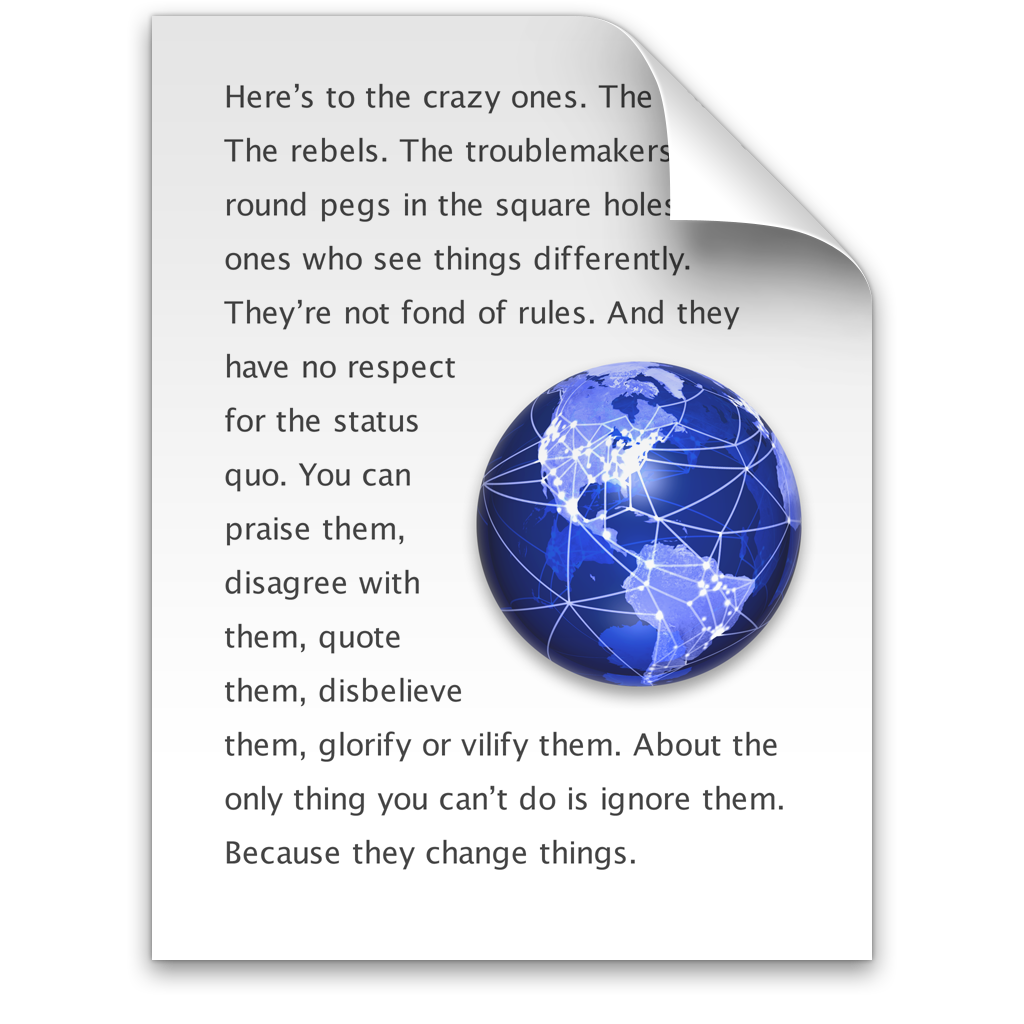 Here’s to the crazy ones. The
The rebels. The troublemakers
round pegs in the square holes
ones who see things differently.
They’re not fond of rules. And they
have no respect
for the status
quo. You can
praise them,
disagree with
them, quote
them, disbelieve
them, glorify or vilify them. About the
only thing you can’t do is ignore them.
Because they change things.